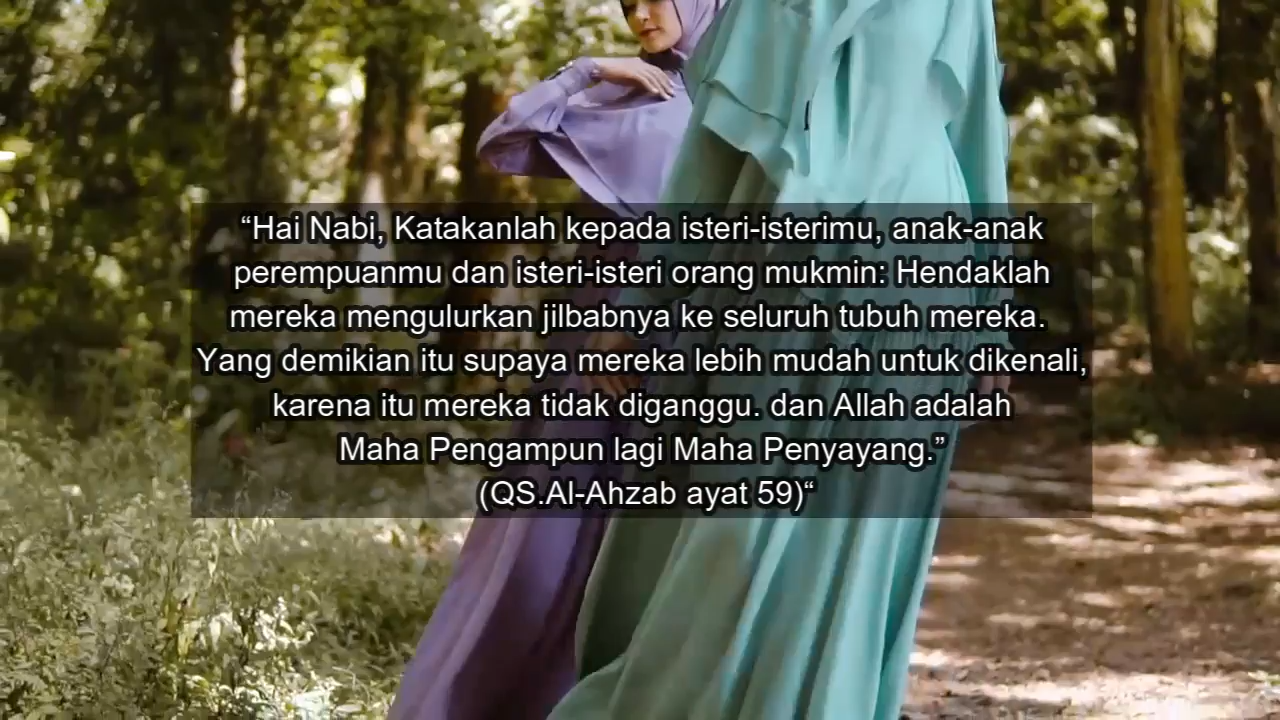 “Hai Nabi, Katakanlah kepada isteri-isterimu, anak-anak
perempuanmu dan isteri-isteri orang mukmin: Hendaklah
mereka mengulurkan jilbabnya ke seluruh tubuh mereka.
Yang demikian itu supaya mereka lebih mudah untuk dikenali,
karena itu mereka tidak diganggu. dan Allah adalah
Maha Pengampun lagi Maha Penyayang.”
(QS.Al-Ahzab ayat 59)“